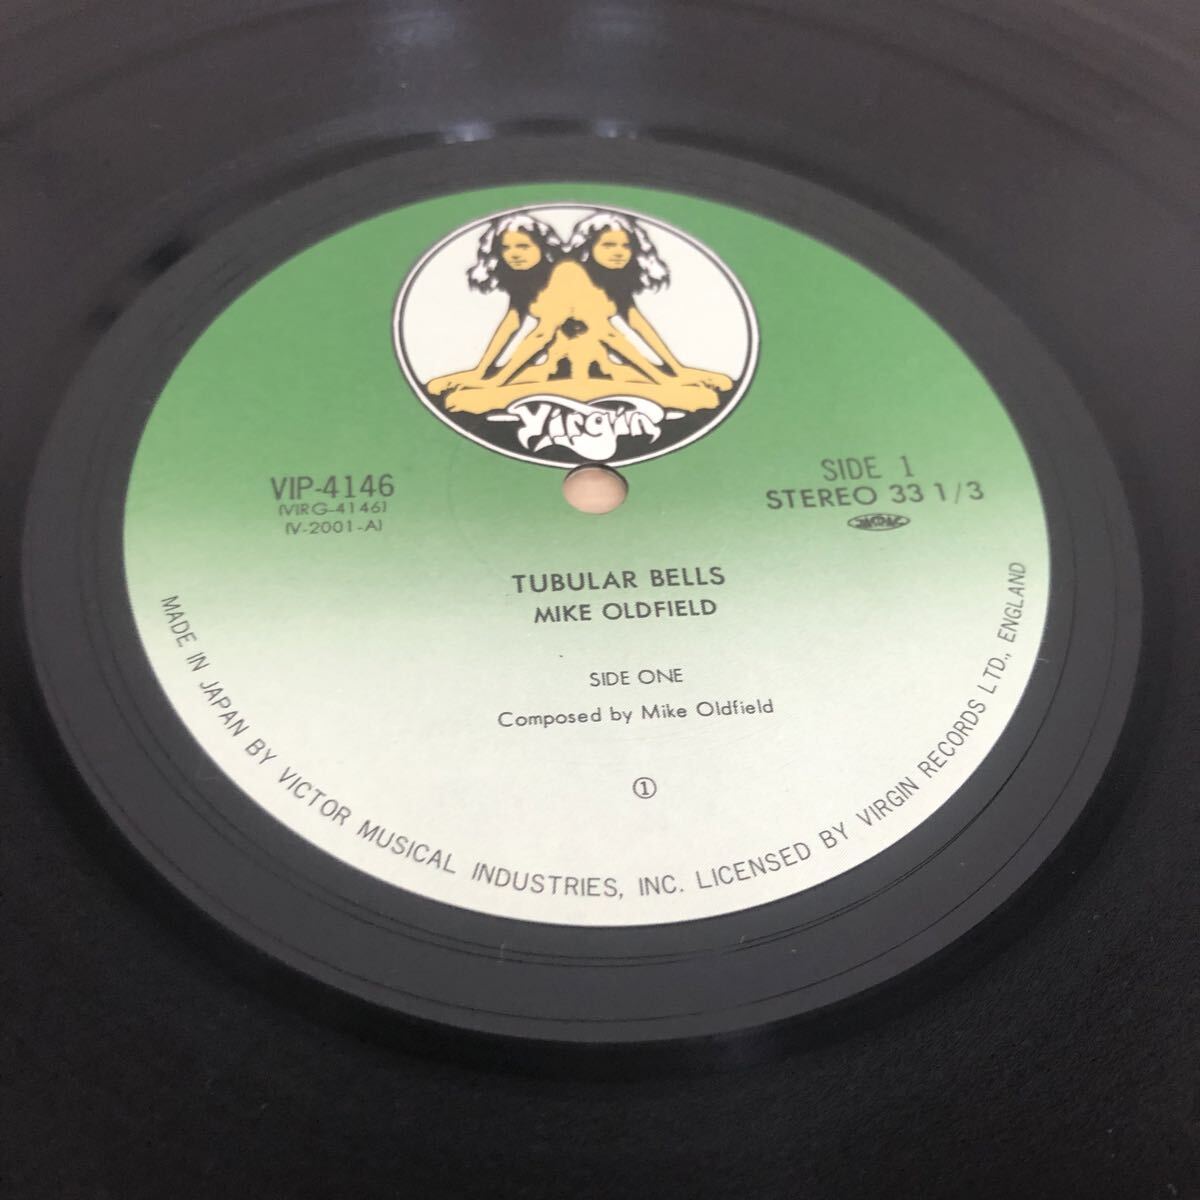 Virgin
VIP-4146
(VIRG-4146)
(V-2001-A)
SIDE 1
STEREO 33 1/3
JASRAC
TUBULAR BELLS
MIKE OLDFIELD
SIDE ONE
Composed by Mike Oldfield
①
MADE IN JAPAN BY VICTOR MUSICAL INDUSTRIES, INC. LICENSED BY VIRGIN RECORDS LTD., ENGLAND